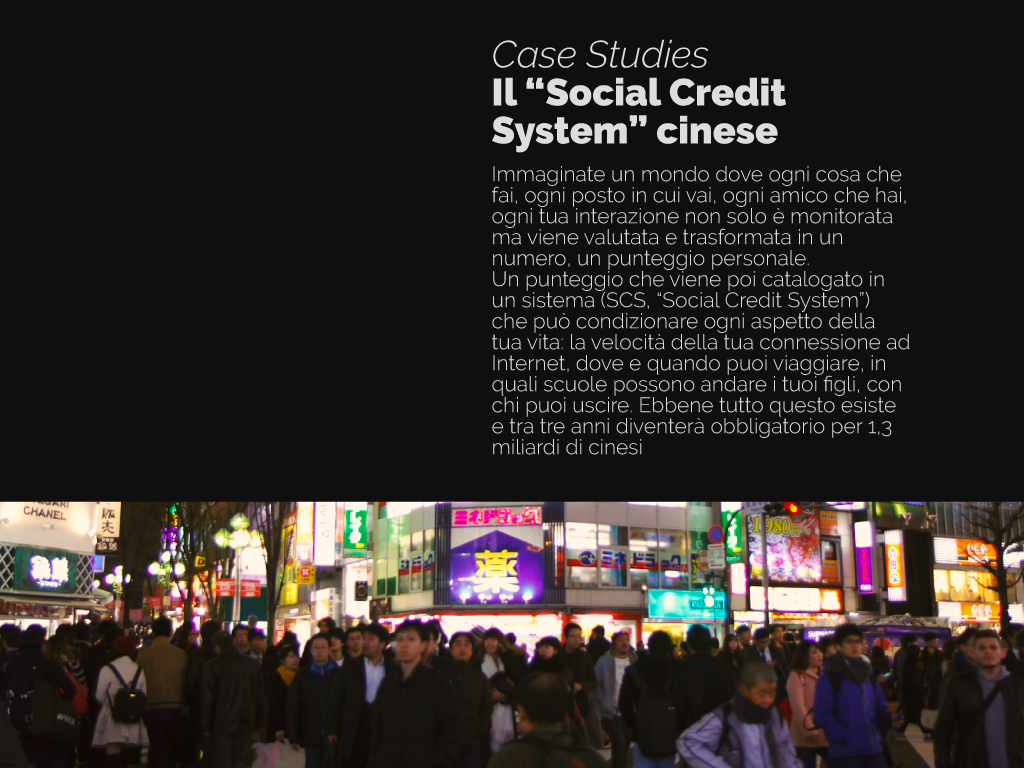 Case Studies
Il “Social Credit
System” cinese
Immaginate un mondo dove ogni cosa che
fai, ogni posto in cui vai, ogni amico che hai,
ogni tua interazione non solo è monitorata
ma viene valutata e trasformata in un
numero, un punteggio personale.
Un punteggio che viene poi catalogato in
un sistema (SCS, “Social Credit System”)
che può condizionare ogni aspetto della
tua vita: la velocità della tua connessione ad
Internet, dove e quando puoi viaggiare, in
quali scuole possono andare i tuoi figli, con
chi puoi uscire. Ebbene tutto questo esiste
e tra tre anni diventerà obbligatorio per 1,3
miliardi di cinesi
CHANEL
販売
薬
980